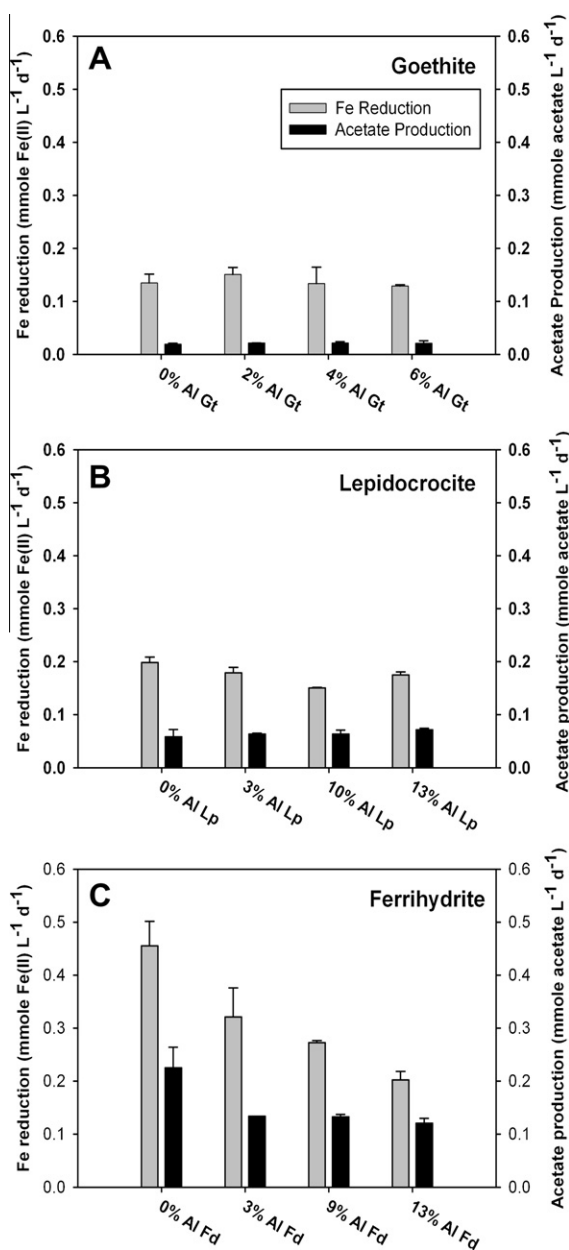 A
Goethite
Fe Reduction
Acetate Production
Fe reduction (mmole Fe(II) L⁻¹ d⁻¹)
0.6
0.5
0.4
0.3
0.2
0.1
0.0
Acetate Production (mmole acetate L⁻¹ d⁻¹)
0.6
0.5
0.4
0.3
0.2
0.1
0.0
0% Al Gt
2% Al Gt
4% Al Gt
6% Al Gt
B
Lepidocrocite
Fe reduction (mmole Fe(II) L⁻¹ d⁻¹)
0.6
0.5
0.4
0.3
0.2
0.1
0.0
Acetate production (mmole acetate L⁻¹ d⁻¹)
0.6
0.5
0.4
0.3
0.2
0.1
0.0
0% Al Lp
3% Al Lp
10% Al Lp
13% Al Lp
C
Ferrihydrite
Fe reduction (mmole Fe(II) L⁻¹ d⁻¹)
0.6
0.5
0.4
0.3
0.2
0.1
0.0
Acetate production (mmole acetate L⁻¹ d⁻¹)
0.6
0.5
0.4
0.3
0.2
0.1
0.0
0% Al Fd
3% Al Fd
9% Al Fd
13% Al Fd